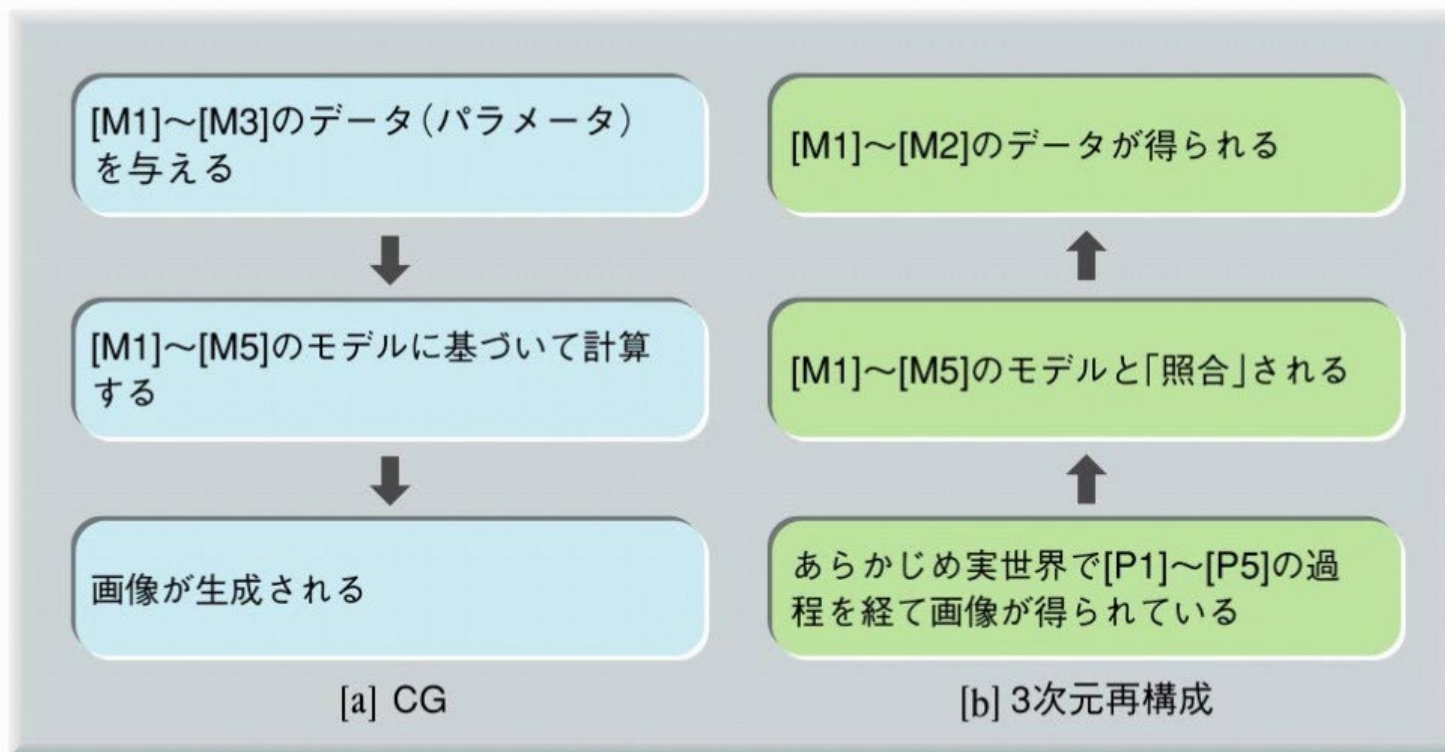 [M1]～[M3]のデータ（パラメータ）
を与える
[M1]～[M5]のモデルに基づいて計算
する
画像が生成される
[a] CG
[M1]～[M2]のデータが得られる
[M1]～[M5]のモデルと「照合」される
あらかじめ実世界で[P1]～[P5]の過
程を経て画像が得られている
[b] 3次元再構成